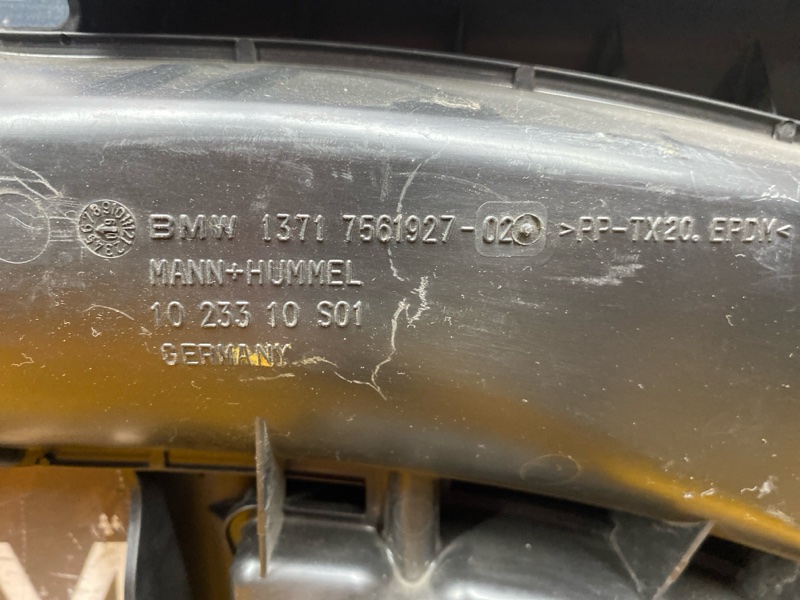 BMW 1371 7561927-02 >PP-TX20. EPDM<
MANN+HUMMEL
10 233 10 S01
GERMANY